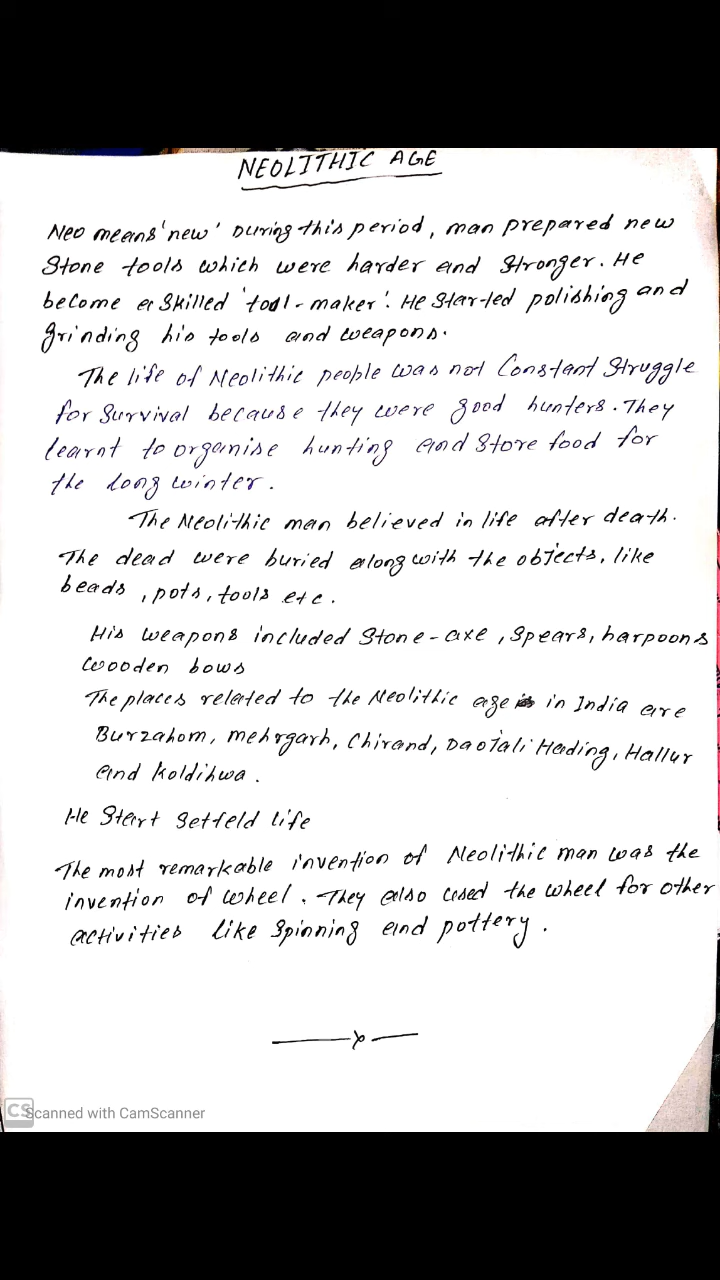 NEOLITHIC AGE
Neo means 'new' During this period, man prepared new
Stone tools which were harder and Stronger. He
become a Skilled 'tool-maker'. He Started polishing and
grinding his tools and weapons.
The life of Neolithic people was not Constant Struggle
for Survival because they were good hunters. They
learnt to organise hunting and Store food for
the long winter.
The Neolithic man believed in life after death.
The dead were buried along with the objects, like
beads, pots, tools etc.
His weapons included Stone-axe, Spears, harpoons
wooden bows
The places related to the Neolithic age in India are
Burzahom, mehrgarh, Chirand, Daojali Hading, Hallur
and Koldihwa.
He Start Setfeld life
The most remarkable invention of Neolithic man was the
invention of wheel. They also used the wheel for other
activities like Spinning and pottery.
CS Scanned with CamScanner